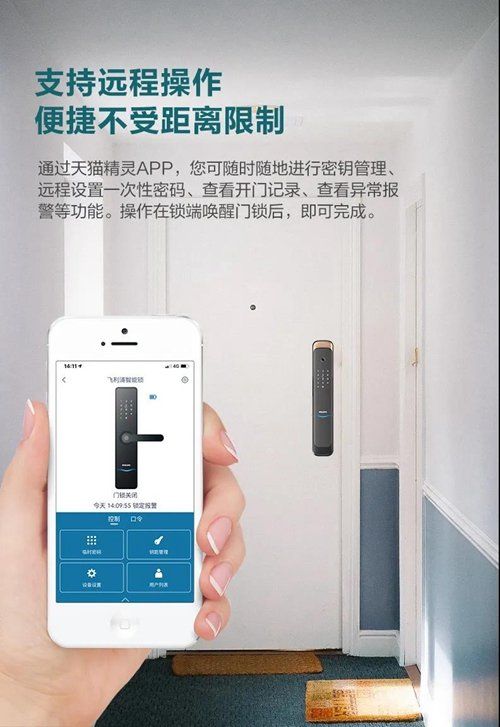 支持远程操作
便捷不受距离限制
通过天猫精灵APP，您可随时随地进行密钥管理、
远程设置一次性密码、查看开门记录、查看异常报
警等功能。操作在锁端唤醒门锁后，即可完成。
14:11
4G
飞利浦智能锁
PHILIPS
门锁关闭
今天 14:09:55 锁定报警
控制 口令
临时密码 钥匙管理
设备设置 用户列表
PHILIPS